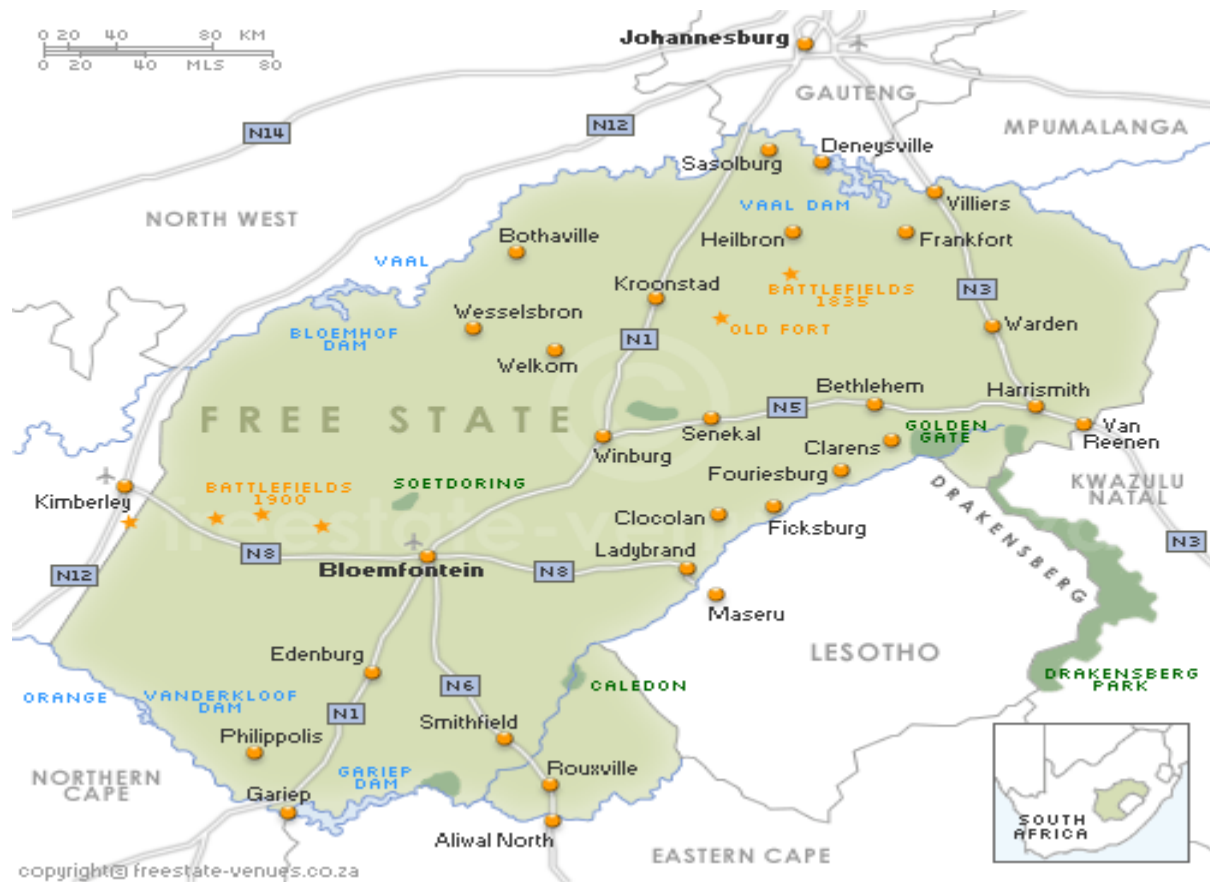 0 20 40 80 KM
0 20 40 MLS 80
Johannesburg
GAUTENG
MPUMALANGA
N14
N12
Sasolburg
Deneysville
NORTH WEST
VAAL DAM
Villiers
Bothaville
Heilbron
Frankfort
VAAL
Kroonstad
BATTLEFIELDS
1835
N3
Wesselsbron
OLD FORT
Warden
BLOEMHOF
DAM
N1
Welkom
Bethlehem
Harrismith
FREE STATE
N5
Senekal
GOLDEN
GATE
Van
Reenen
Winburg
Clarens
SOETDORING
Fouriesburg
Kimberley
BATTLEFIELDS
1900
DRAKENSBERG
KWAZULU
NATAL
Clocolan
Ficksburg
freestate-venues
©
N3
N8
Bloemfontein
N8
Ladybrand
N12
Maseru
Edenburg
LESOTHO
ORANGE
VANDERKLOOF
DAM
N6
CALEDON
DRAKENSBERG
PARK
N1
Smithfield
Philippolis
NORTHERN
CAPE
GARIEP
DAM
Rouxville
Gariep
SOUTH
AFRICA
Aliwal North
EASTERN CAPE
copyright@ freestate-venues.co.za